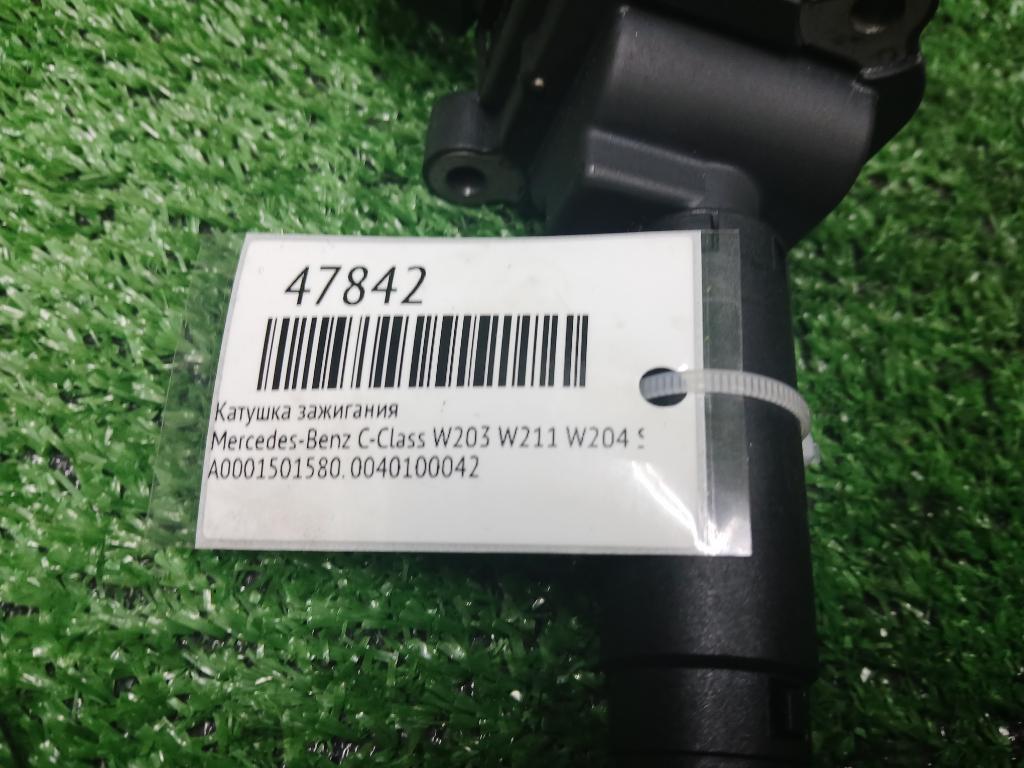 47842
Катушка зажигания
Mercedes-Benz C-Class W203 W211 W204
A0001501580. 0040100042